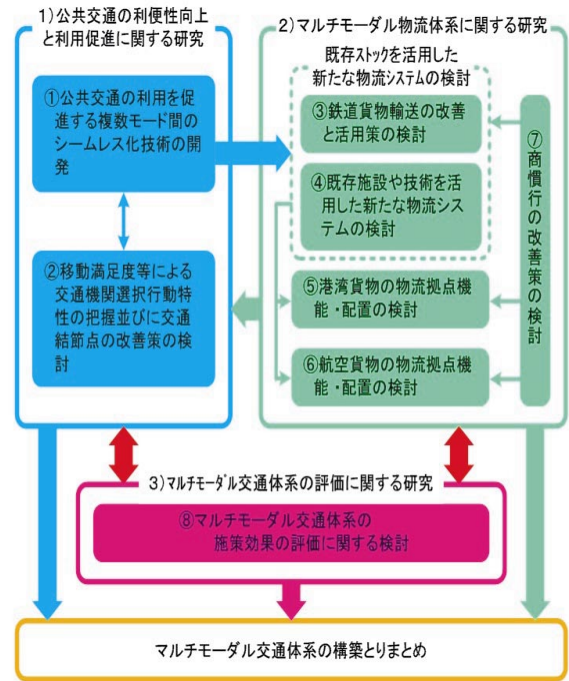 1）公共交通の利便性向上
と利用促進に関する研究
①公共交通の利用を促
進する複数モード間の
シームレス化技術の開
発
②移動満足度等による
交通機関選択行動特
性の把握並びに交通
結節点の改善策の検
討
2）マルチモーダル物流体系に関する研究
既存ストックを活用した
新たな物流システムの検討
③鉄道貨物輸送の改善
と活用策の検討
④既存施設や技術を活
用した新たな物流シス
テムの検討
⑤港湾貨物の物流拠点機
能・配置の検討
⑥航空貨物の物流拠点機
能・配置の検討
⑦商慣行の改善策の検討
3）マルチモーダル交通体系の評価に関する研究
⑧マルチモーダル交通体系の
施策効果の評価に関する検討
マルチモーダル交通体系の構築とりまとめ